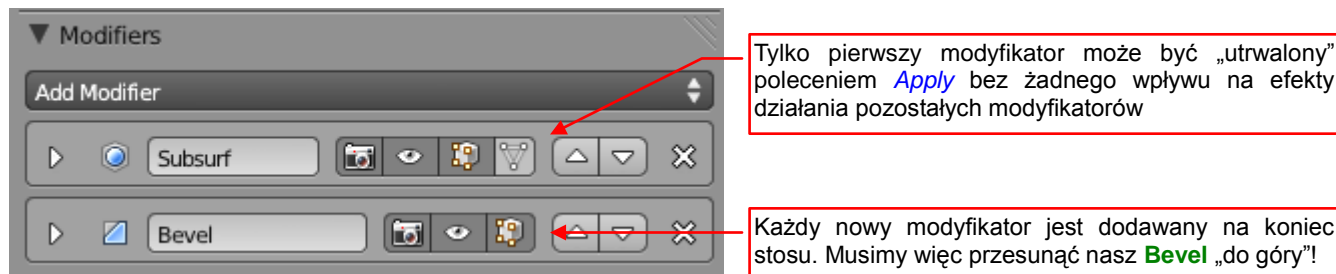 Modifiers
Add Modifier
Subsurf
Bevel
Tylko pierwszy modyfikator może być „utrwalony”
poleceniem Apply bez żadnego wpływu na efekty
działania pozostałych modyfikatorów
Każdy nowy modyfikator jest dodawany na koniec
stosu. Musimy więc przesunąć nasz Bevel „do góry”!